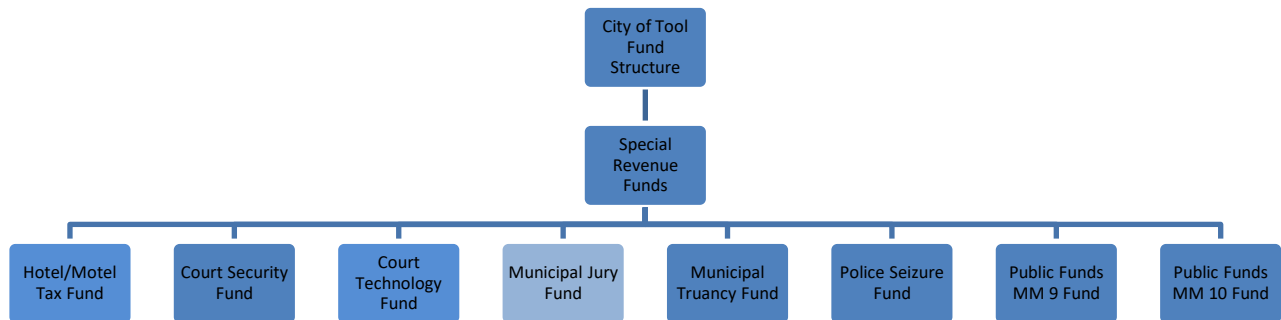 City of Tool
Fund
Structure
Special
Revenue
Funds
Hotel/Motel
Tax Fund
Court Security
Fund
Court
Technology
Fund
Municipal Jury
Fund
Municipal
Truancy Fund
Police Seizure
Fund
Public Funds
MM 9 Fund
Public Funds
MM 10 Fund